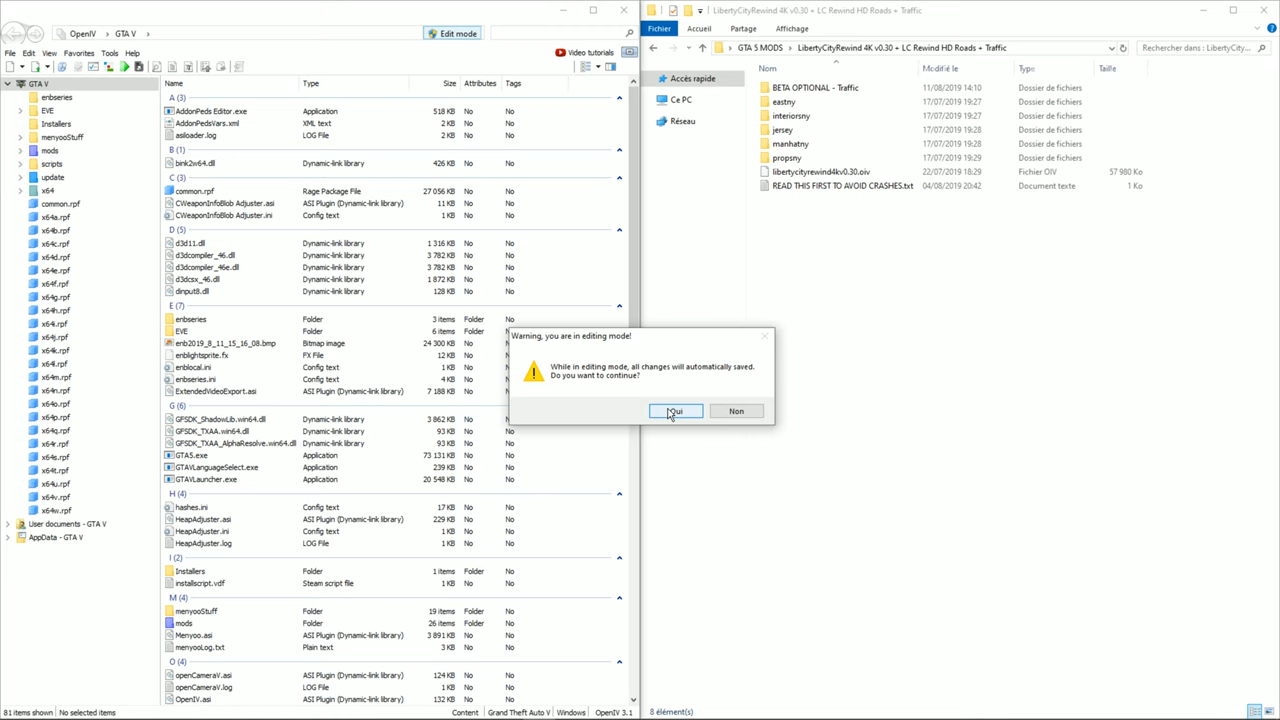 OpenIV › GTA V ›
Edit mode
File Edit View Favorites Tools Help
Video tutorials
GTA V
enbseries
EVE
Installers
menyooStuff
mods
scripts
update
x64
common.rpf
x64a.rpf
x64b.rpf
x64c.rpf
x64d.rpf
x64e.rpf
x64f.rpf
x64g.rpf
x64h.rpf
x64i.rpf
x64j.rpf
x64k.rpf
x64l.rpf
x64m.rpf
x64n.rpf
x64o.rpf
x64p.rpf
x64q.rpf
x64r.rpf
x64s.rpf
x64t.rpf
x64u.rpf
x64v.rpf
x64w.rpf
User documents - GTA V
AppData - GTA V
Name Type Size Attributes Tags
A (3)
AddonPeds Editor.exe Application 518 KB No No
AddonPedsVars.xml XML text 2 KB No No
asiloader.log LOG File 2 KB No No
B (1)
bink2w64.dll Dynamic-link library 426 KB No No
C (3)
common.rpf Rage Package File 27 056 KB No No
CWeaponInfoBlob Adjuster.asi ASI Plugin (Dynamic-link library) 11 KB No No
CWeaponInfoBlob Adjuster.ini Config text 2 KB No No
D (5)
d3d11.dll Dynamic-link library 1 316 KB No No
d3dcompiler_46.dll Dynamic-link library 3 782 KB No No
d3dcompiler_46e.dll Dynamic-link library 3 782 KB No No
d3dcsx_46.dll Dynamic-link library 1 872 KB No No
dinput8.dll Dynamic-link library 128 KB No No
E (7)
enbseries Folder 3 items Folder No
EVE Folder 6 items Folder No
enb2019_8_11_15_16_08.bmp Bitmap image 24 300 KB No No
enblightsprite.fx FX File 12 KB No
enblocal.ini Config text 1 KB No
enbseries.ini Config text 4 KB No
ExtendedVideoExport.asi ASI Plugin (Dynamic-link library) 7 188 KB No
G (6)
GFSDK_ShadowLib.win64.dll Dynamic-link library 3 862 KB No No
GFSDK_TXAA.win64.dll Dynamic-link library 93 KB No No
GFSDK_TXAA_AlphaResolve.win64.dll Dynamic-link library 93 KB No No
GTA5.exe Application 73 131 KB No No
GTAVLanguageSelect.exe Application 239 KB No No
GTAVLauncher.exe Application 20 548 KB No No
H (4)
hashes.ini Config text 17 KB No No
HeapAdjuster.asi ASI Plugin (Dynamic-link library) 229 KB No No
HeapAdjuster.ini Config text 1 KB No No
HeapAdjuster.log LOG File 1 KB No No
I (2)
Installers Folder 1 items Folder No
installscript.vdf Steam script file 1 KB No No
M (4)
menyooStuff Folder 19 items Folder No
mods Folder 26 items Folder No
Menyoo.asi ASI Plugin (Dynamic-link library) 3 891 KB No No
menyooLog.txt Plain text 3 KB No No
O (4)
openCameraV.asi ASI Plugin (Dynamic-link library) 124 KB No No
openCameraV.log LOG File 1 KB No No
OpenIV.asi ASI Plugin (Dynamic-link library) 132 KB No No
81 items shown No selected items Content Grand Theft Auto V Windows OpenIV 3.1
Warning, you are in editing mode!
While in editing mode, all changes will automatically saved.
Do you want to continue?
Oui Non
LibertyCityRewind 4K v0.30 + LC Rewind HD Roads + Traffic
Fichier Accueil Partage Affichage
GTA 5 MODS › LibertyCityRewind 4K v0.30 + LC Rewind HD Roads + Traffic
Rechercher dans : LibertyCity...
Accès rapide
Ce PC
Réseau
Nom Modifié le Type Taille
BETA OPTIONAL - Traffic 11/08/2019 14:10 Dossier de fichiers
eastny 17/07/2019 19:27 Dossier de fichiers
interiorsny 17/07/2019 19:27 Dossier de fichiers
jersey 17/07/2019 19:28 Dossier de fichiers
manhatny 17/07/2019 19:28 Dossier de fichiers
propsny 17/07/2019 19:29 Dossier de fichiers
libertycityrewind4kv0.30.oiv 22/07/2019 18:29 Fichier OIV 57 980 Ko
READ THIS FIRST TO AVOID CRASHES.txt 04/08/2019 20:42 Document texte 1 Ko
8 élément(s)